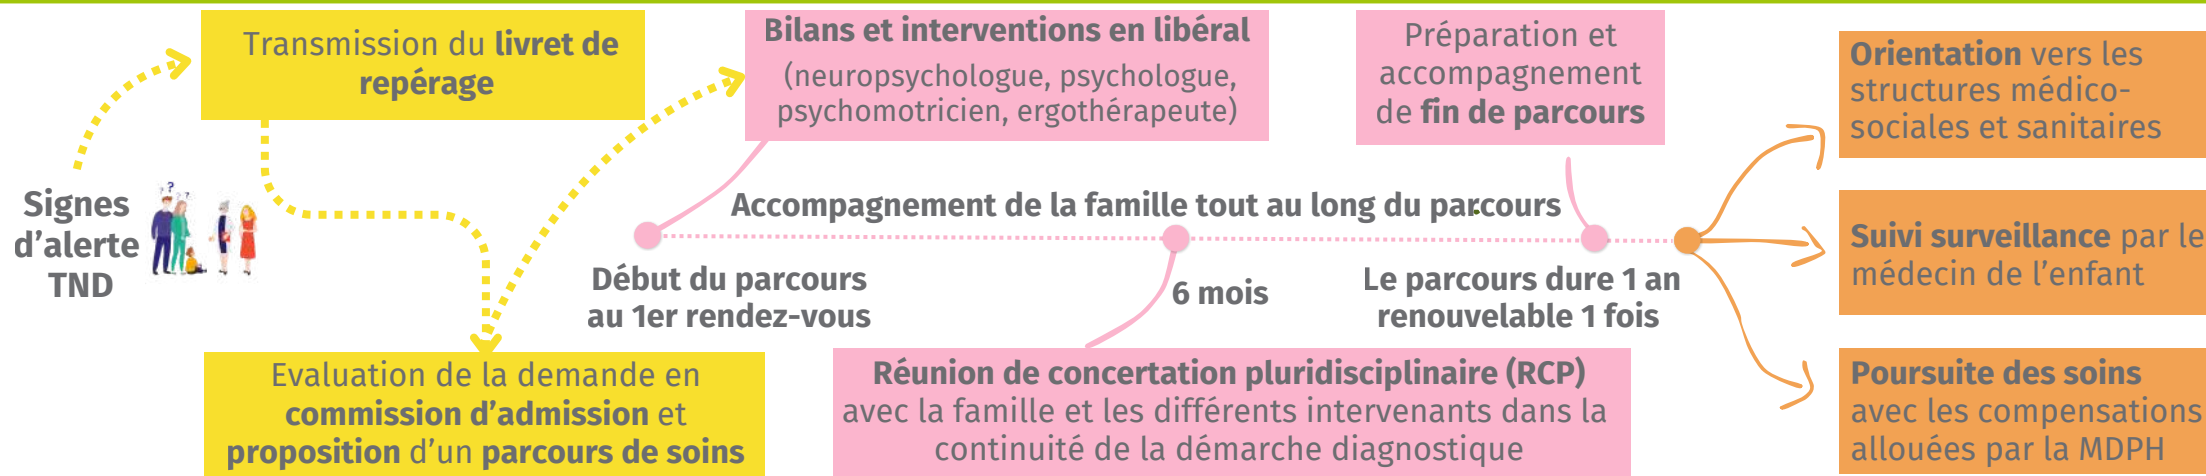 Signes
d'alerte
TND
Transmission du livret de
repérage
Evaluation de la demande en
commission d'admission et
proposition d'un parcours de soins
Bilans et interventions en libéral
(neuropsychologue, psychologue,
psychomotricien, ergothérapeute)
Préparation et
accompagnement
de fin de parcours
Accompagnement de la famille tout au long du parcours
Début du parcours
au 1er rendez-vous
6 mois
Le parcours dure 1 an
renouvelable 1 fois
Réunion de concertation pluridisciplinaire (RCP)
avec la famille et les différents intervenants dans la
continuité de la démarche diagnostique
Orientation vers les
structures médico-
sociales et sanitaires
Suivi surveillance par le
médecin de l'enfant
Poursuite des soins
avec les compensations
allouées par la MDPH